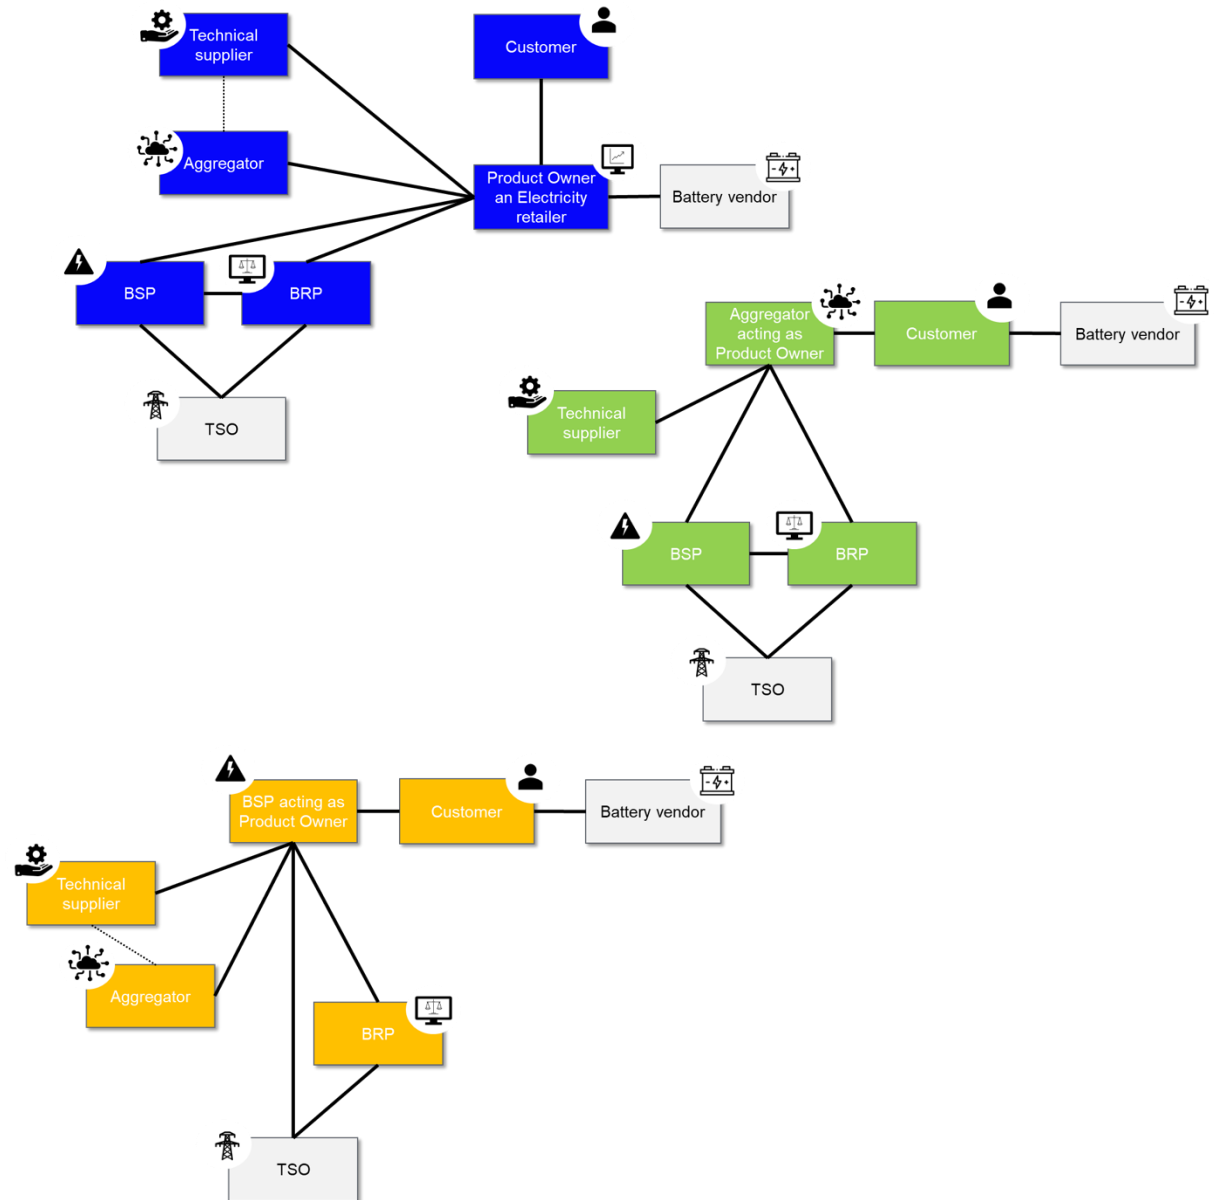 Technical
supplier
Customer
Aggregator
Product Owner
an Electricity
retailer
Battery vendor
BSP
BRP
TSO
Aggregator
acting as
Product Owner
Customer
Battery vendor
Technical
supplier
BSP
BRP
TSO
BSP acting as
Product Owner
Customer
Battery vendor
Technical
supplier
Aggregator
BRP
TSO